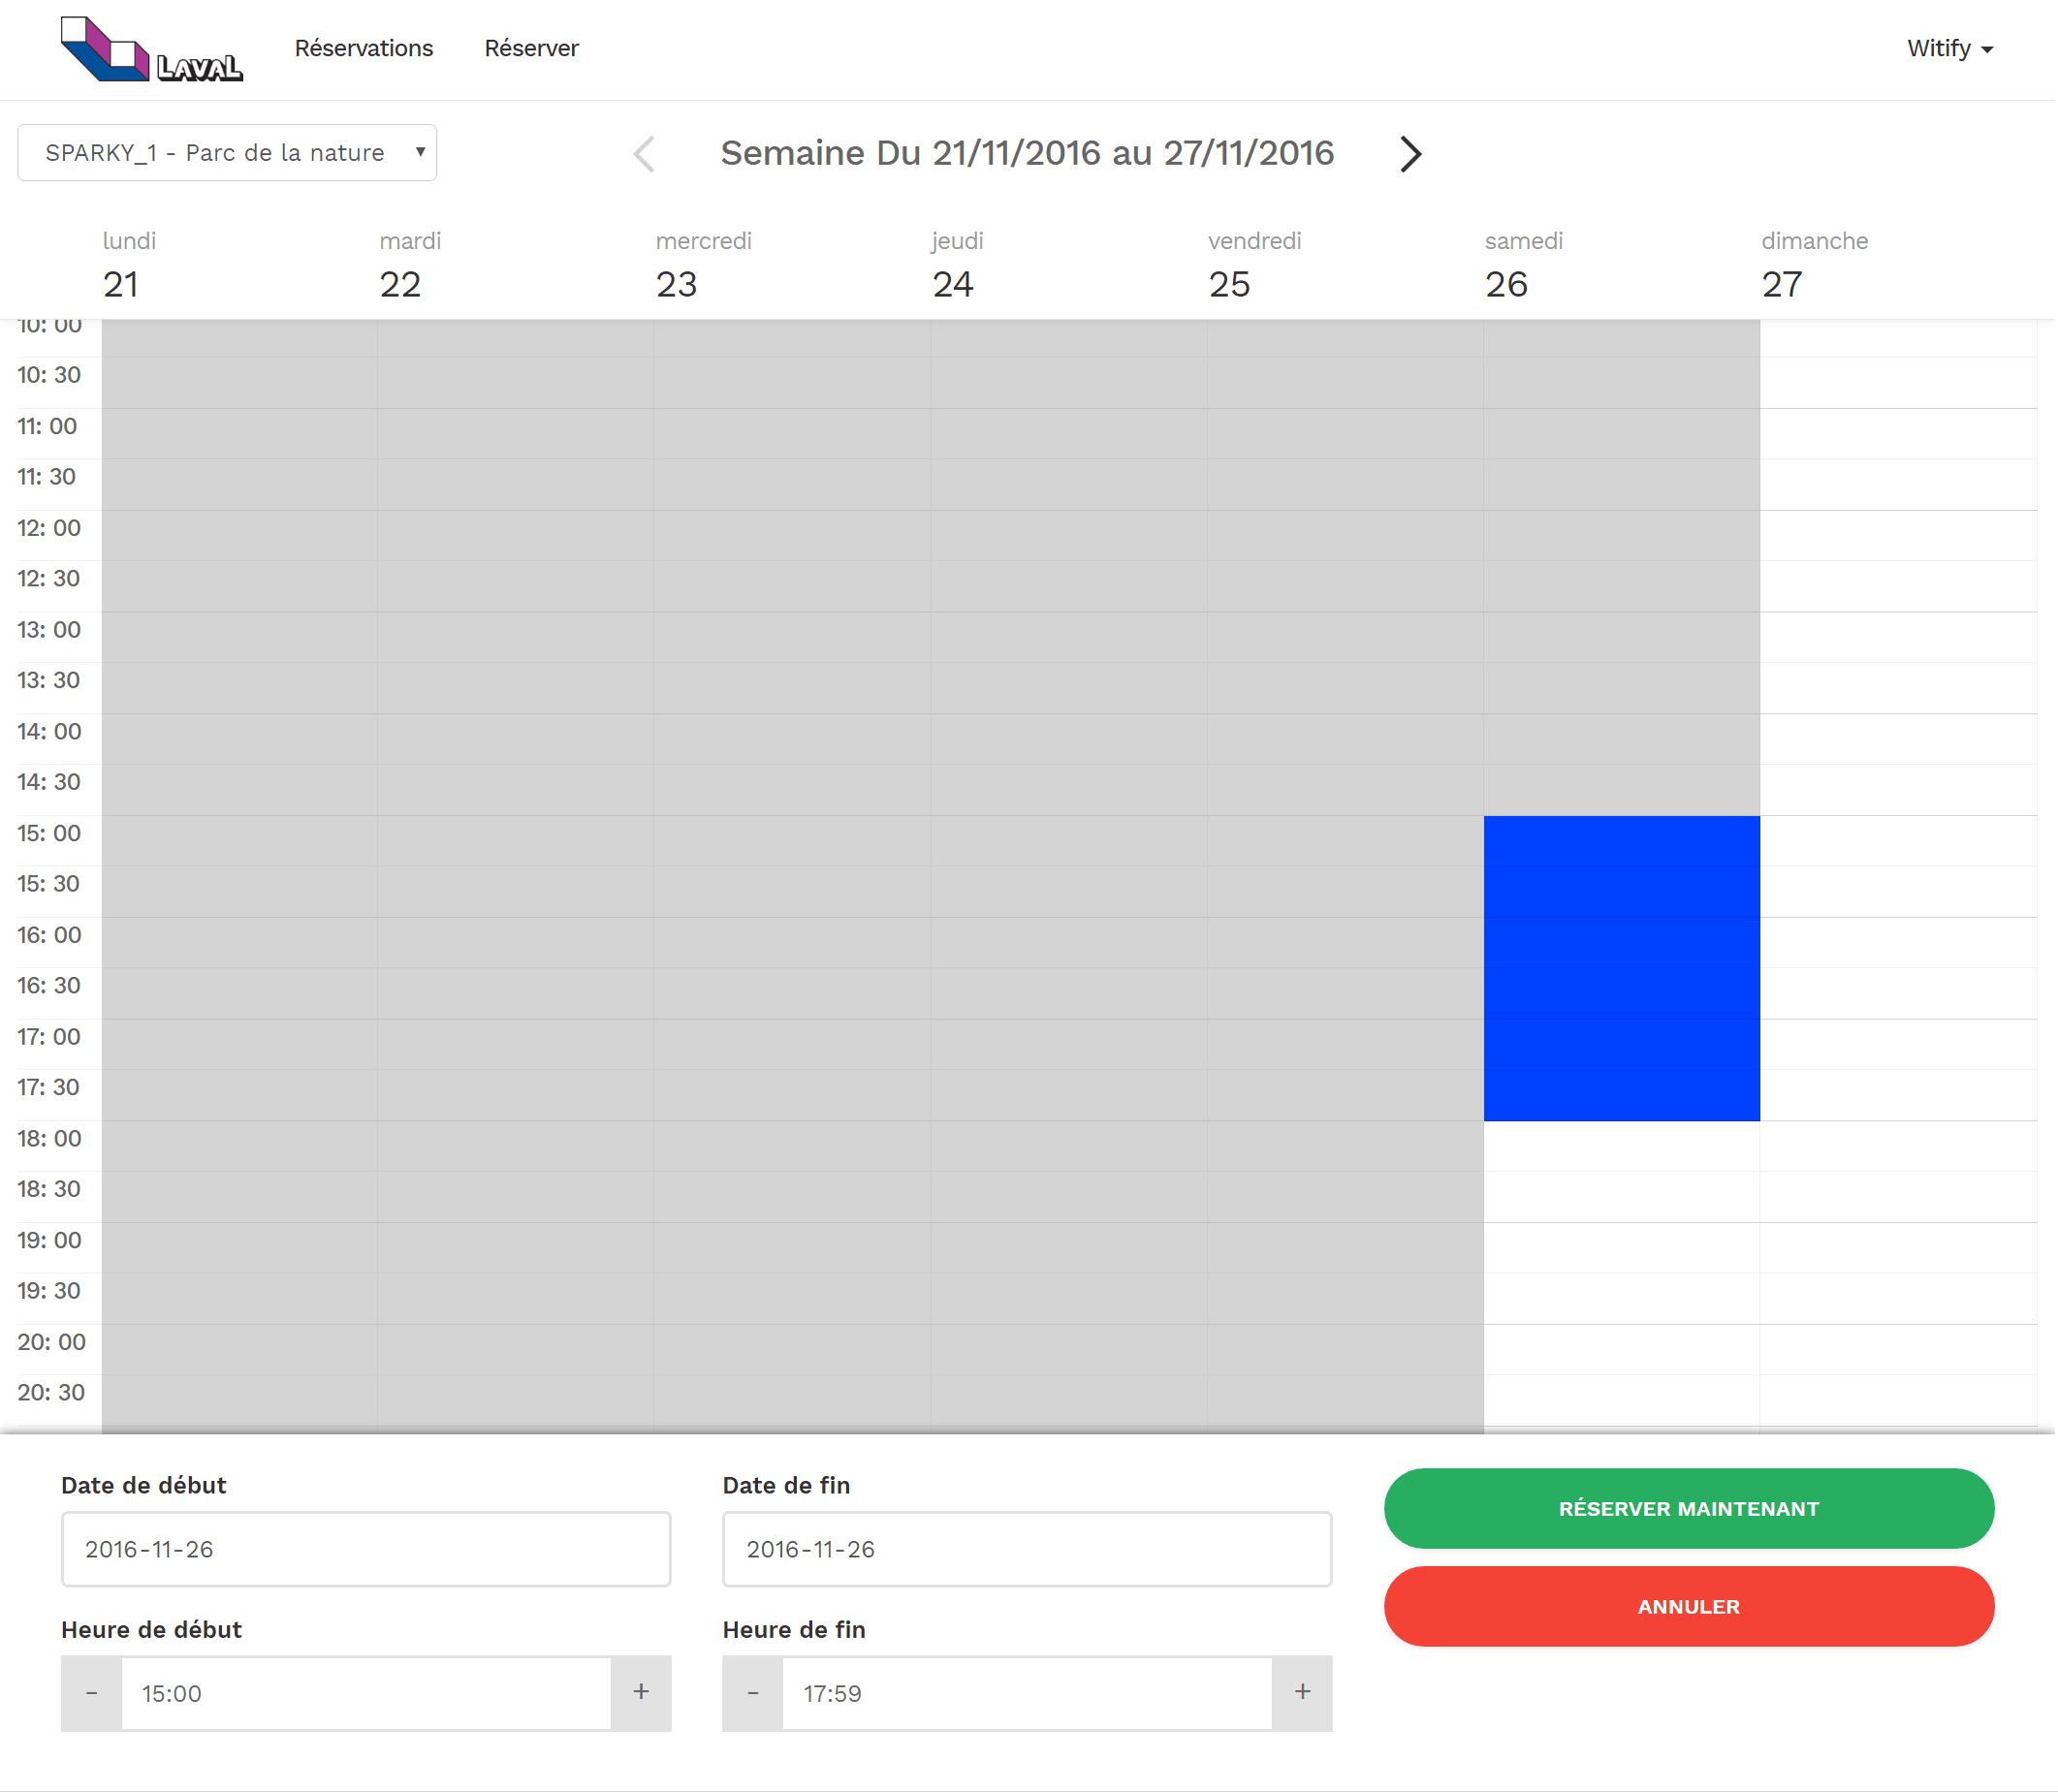 LAVAL
Réservations
Réserver
Witify
SPARKY_1 - Parc de la nature
Semaine Du 21/11/2016 au 27/11/2016
lundi
21
mardi
22
mercredi
23
jeudi
24
vendredi
25
samedi
26
dimanche
27
10: 00
10: 30
11: 00
11: 30
12: 00
12: 30
13: 00
13: 30
14: 00
14: 30
15: 00
15: 30
16: 00
16: 30
17: 00
17: 30
18: 00
18: 30
19: 00
19: 30
20: 00
20: 30
Date de début
2016-11-26
Date de fin
2016-11-26
RÉSERVER MAINTENANT
ANNULER
Heure de début
- 15:00 +
Heure de fin
- 17:59 +